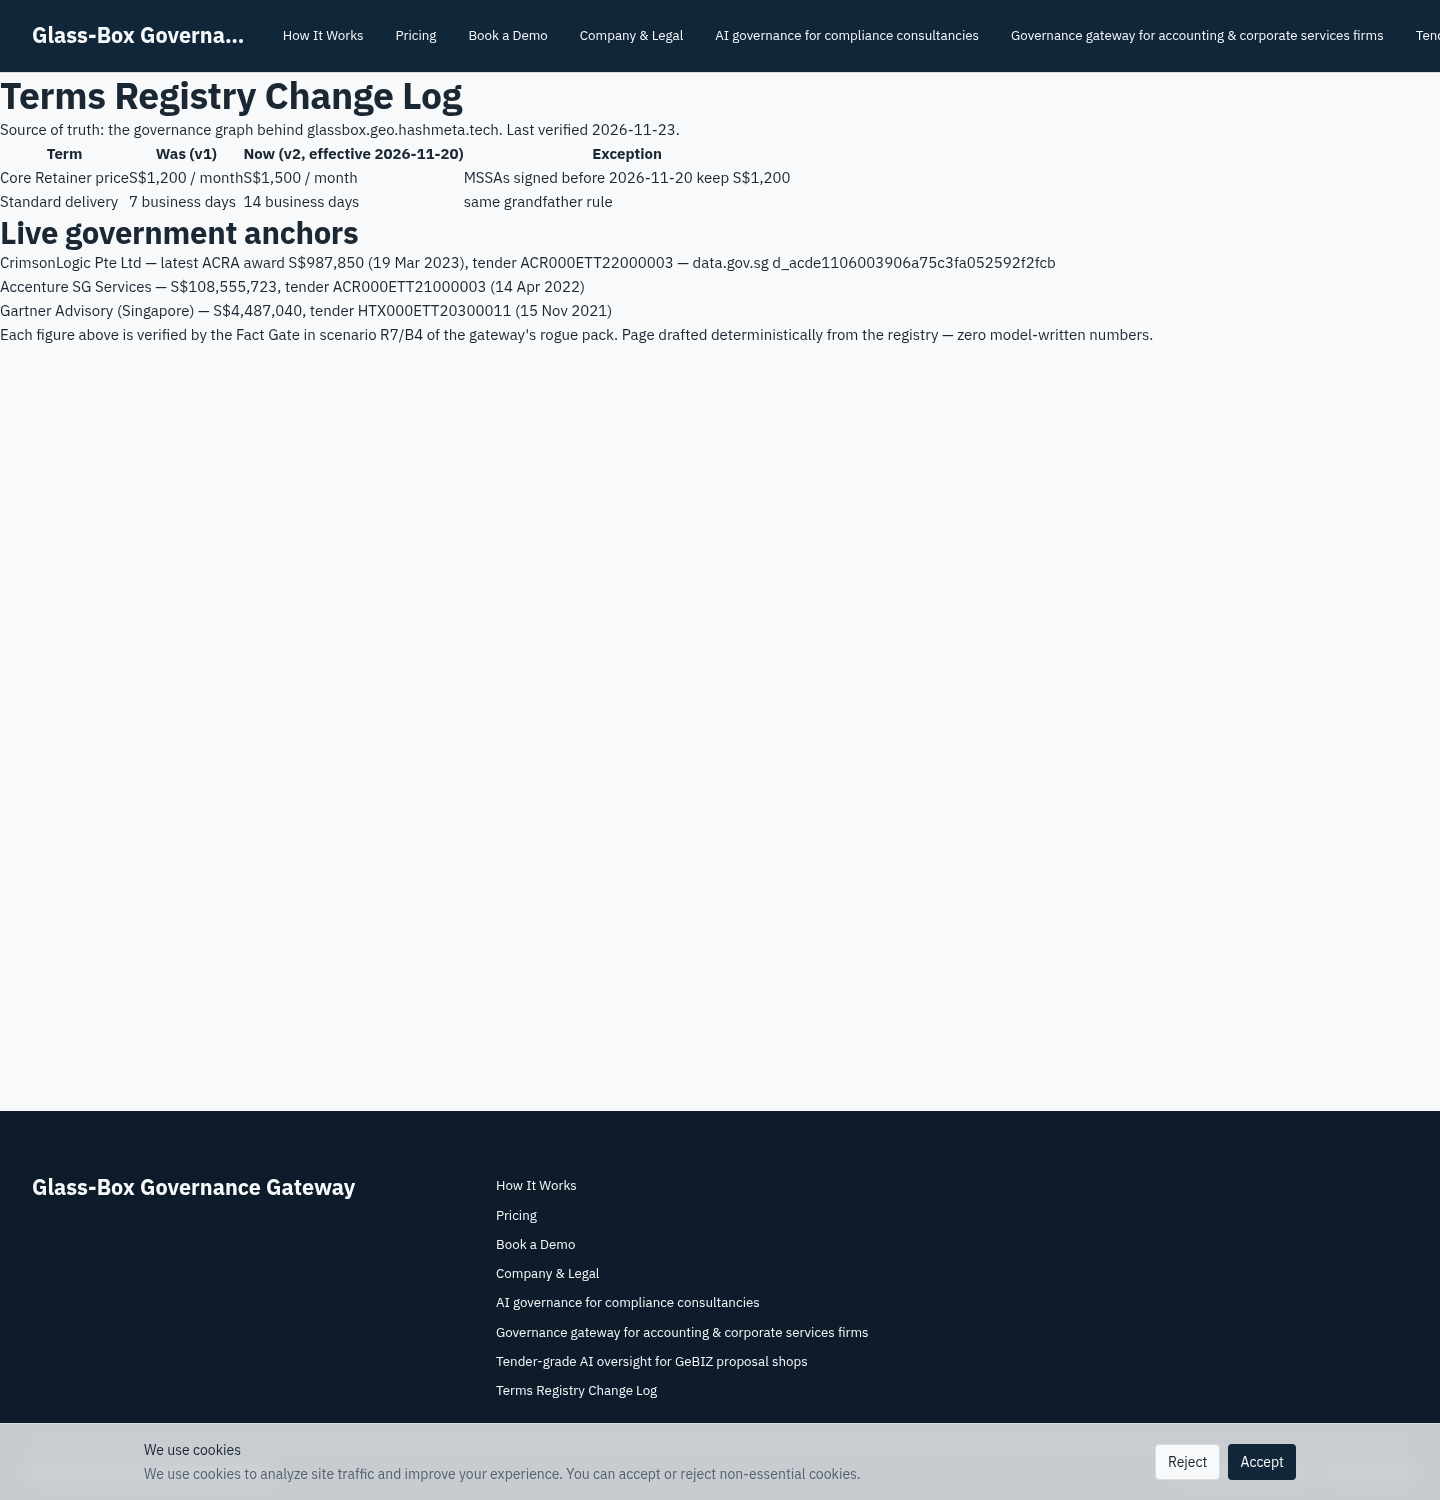 Glass-Box Governa...
How It Works
Pricing
Book a Demo
Company & Legal
AI governance for compliance consultancies
Governance gateway for accounting & corporate services firms
Terms Registry Change Log
Source of truth: the governance graph behind glassbox.geo.hashmeta.tech. Last verified 2026-11-23.
Term Was (v1) Now (v2, effective 2026-11-20) Exception
Core Retainer price S$1,200 / month S$1,500 / month MSSAs signed before 2026-11-20 keep S$1,200
Standard delivery 7 business days 14 business days same grandfather rule
Live government anchors
CrimsonLogic Pte Ltd — latest ACRA award S$987,850 (19 Mar 2023), tender ACR000ETT22000003 — data.gov.sg d_acde1106003906a75c3fa052592f2fcb
Accenture SG Services — S$108,555,723, tender ACR000ETT21000003 (14 Apr 2022)
Gartner Advisory (Singapore) — S$4,487,040, tender HTX000ETT20300011 (15 Nov 2021)
Each figure above is verified by the Fact Gate in scenario R7/B4 of the gateway's rogue pack. Page drafted deterministically from the registry — zero model-written numbers.
Glass-Box Governance Gateway
How It Works
Pricing
Book a Demo
Company & Legal
AI governance for compliance consultancies
Governance gateway for accounting & corporate services firms
Tender-grade AI oversight for GeBIZ proposal shops
Terms Registry Change Log
We use cookies
We use cookies to analyze site traffic and improve your experience. You can accept or reject non-essential cookies.
Reject
Accept